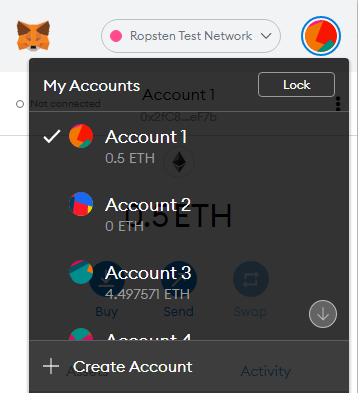 Ropsten Test Network
My Accounts
Lock
Not connected
Account 1
0x2fC8...eF7b
Account 1
0.5 ETH
Account 2
0 ETH
0.5 ETH
Account 3
4.497571 ETH
Buy
Send
Swap
Account 4
Create Account
Assets
Activity